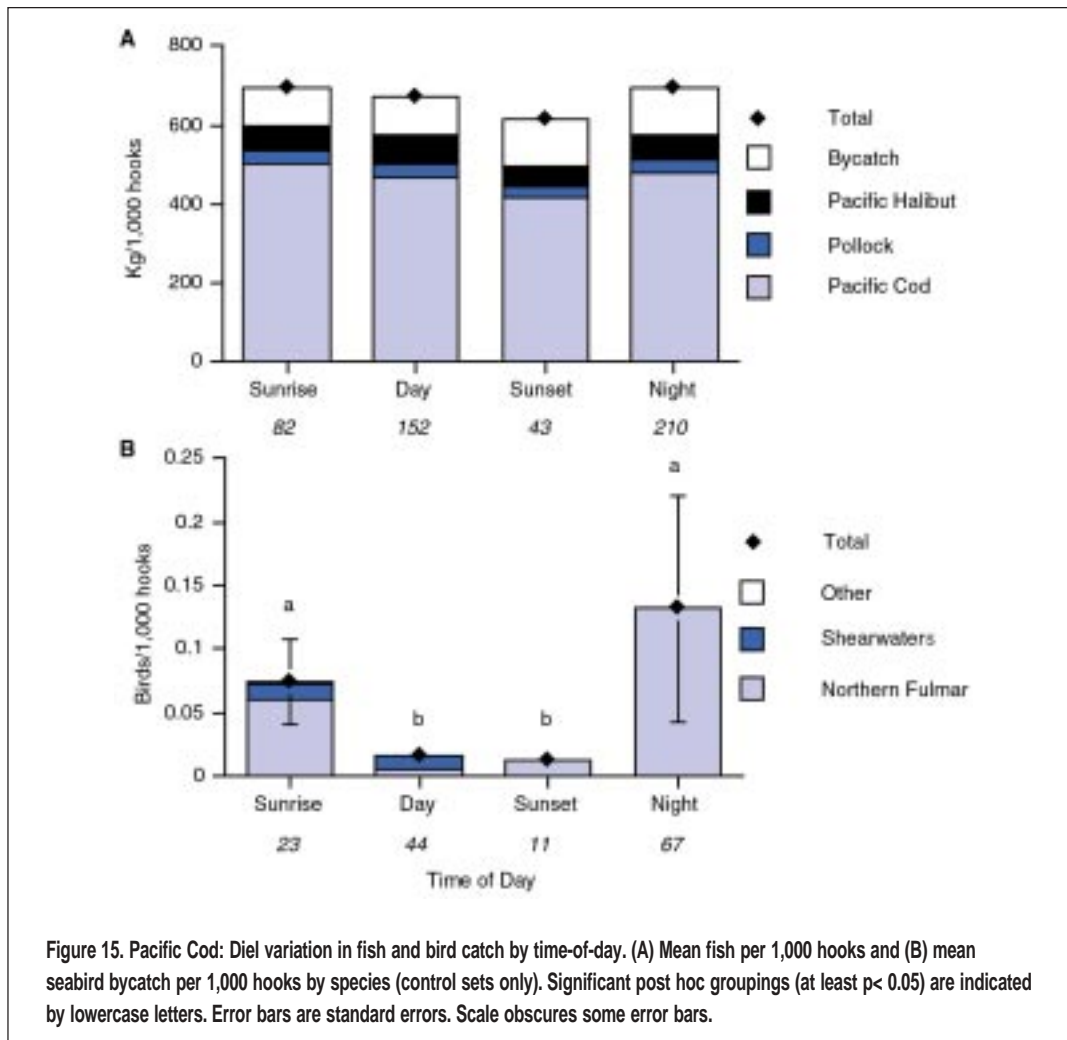 A
800
600
400
200
0
Kg/1,000 hooks
Sunrise Day Sunset Night
82 152 43 210
Total
Bycatch
Pacific Halibut
Pollock
Pacific Cod
B
0.25
0.2
0.15
0.1
0.05
0
Birds/1,000 hooks
a b b a
Sunrise Day Sunset Night
23 44 11 67
Time of Day
Total
Other
Shearwaters
Northern Fulmar
Figure 15. Pacific Cod: Diel variation in fish and bird catch by time-of-day. (A) Mean fish per 1,000 hooks and (B) mean
seabird bycatch per 1,000 hooks by species (control sets only). Significant post hoc groupings (at least p< 0.05) are indicated
by lowercase letters. Error bars are standard errors. Scale obscures some error bars.